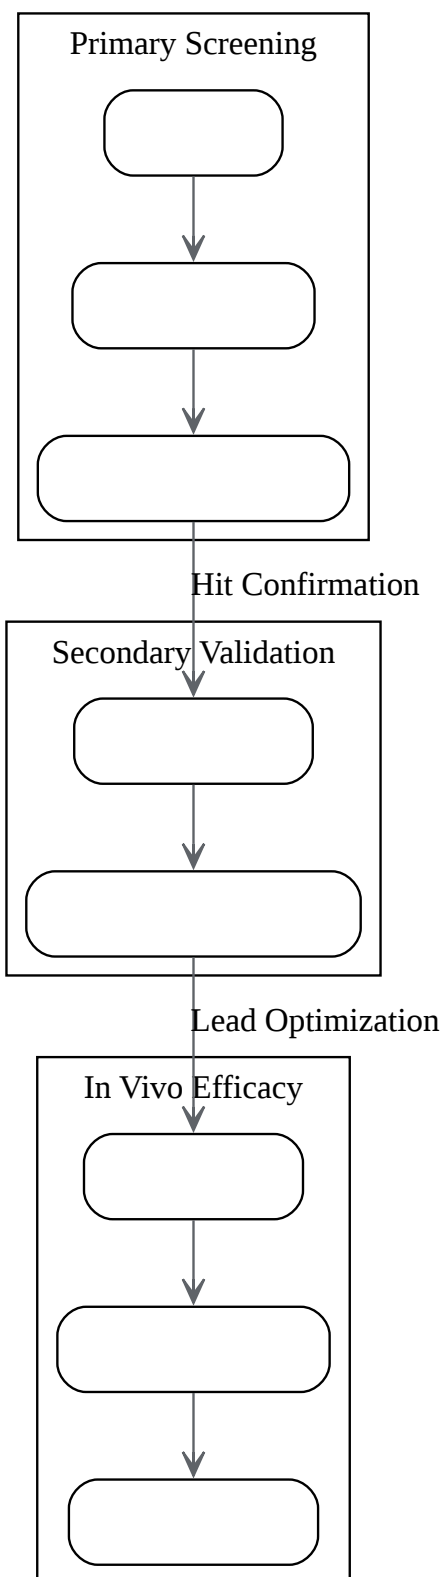 Primary Screening
Hit Confirmation
Secondary Validation
Lead Optimization
In Vivo Efficacy